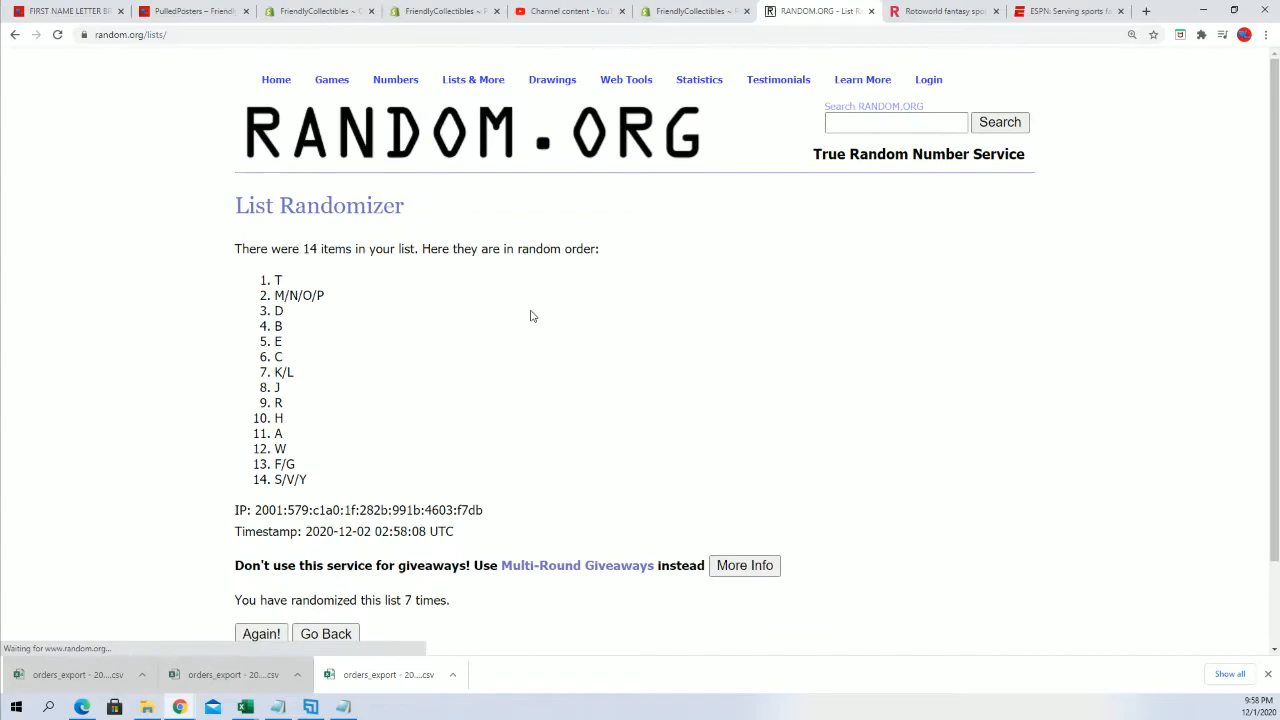 FIRST NAME LETTER B
PulledPosters – Friendly
FriendlyCollectibles ~
FriendlyCollectibles ~
Channel content - You
FriendlyCollectibles ~
RANDOM.ORG - List R
Rotoworld fantasy spo
ESPN: Serving sports f
random.org/lists/
Home Games Numbers Lists & More Drawings Web Tools Statistics Testimonials Learn More Login
Search RANDOM.ORG
RANDOM.ORG
Search
True Random Number Service
List Randomizer
There were 14 items in your list. Here they are in random order:
1. T
2. M/N/O/P
3. D
4. B
5. E
6. C
7. K/L
8. J
9. R
10. H
11. A
12. W
13. F/G
14. S/V/Y
IP: 2001:579:c1a0:1f:282b:991b:4603:f7db
Timestamp: 2020-12-02 02:58:08 UTC
Don't use this service for giveaways! Use Multi-Round Giveaways instead More Info
You have randomized this list 7 times.
Again! Go Back
Waiting for www.random.org...
orders_export - 20....csv
orders_export - 20....csv
orders_export - 20....csv
Show all
9:58 PM
12/1/2020